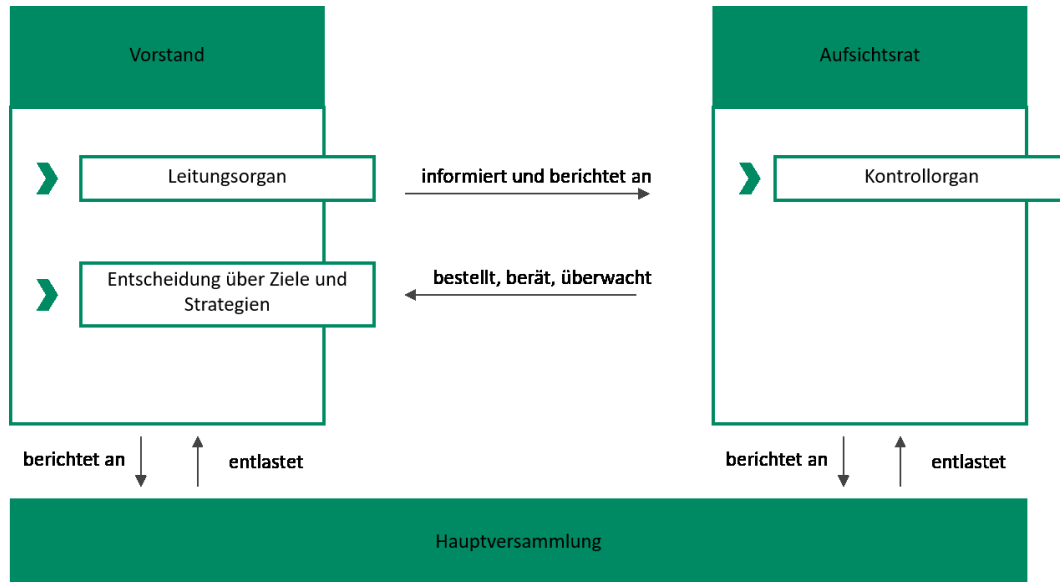 Vorstand
Aufsichtsrat
Leitungsorgan
informiert und berichtet an
Kontrollorgan
Entscheidung über Ziele und
Strategien
bestellt, berät, überwacht
berichtet an
entlastet
berichtet an
entlastet
Hauptversammlung